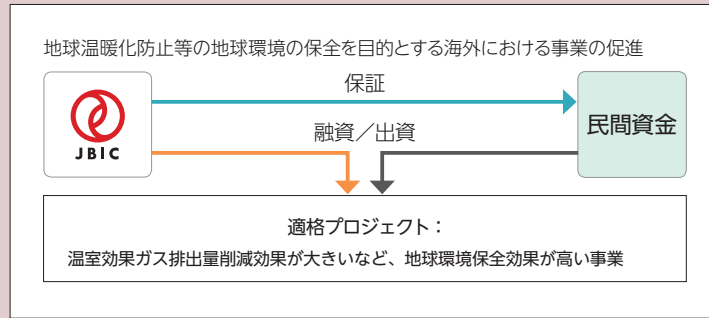 地球温暖化防止等の地球環境の保全を目的とする海外における事業の促進
保証
JBIC
民間資金
融資／出資
適格プロジェクト：
温室効果ガス排出量削減効果が大きいなど、地球環境保全効果が高い事業